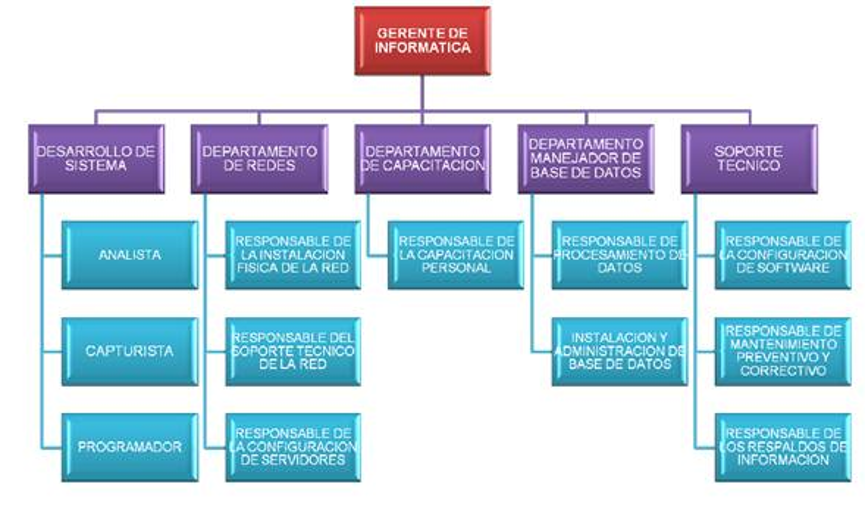 GERENTE DE
INFORMATICA
DESARROLLO DE
SISTEMA
DEPARTAMENTO
DE REDES
DEPARTAMENTO
DE CAPACITACION
DEPARTAMENTO
MANEJADOR DE
BASE DE DATOS
SOPORTE
TECNICO
ANALISTA
RESPONSABLE DE
LA INSTALACION
FISICA DE LA RED
RESPONSABLE DE
LA CAPACITACION
PERSONAL
RESPONSABLE DE
PROCESAMIENTO DE
DATOS
RESPONSABLE DE
LA CONFIGURACION
DE SOFTWARE
CAPTURISTA
RESPONSABLE DEL
SOPORTE TECNICO
DE LA RED
INSTALACION Y
ADMINISTRACION DE
BASE DE DATOS
RESPONSABLE DE
MANTENIMIENTO
PREVENTIVO Y
CORRECTIVO
PROGRAMADOR
RESPONSABLE DE
LA CONFIGURACION
DE SERVIDORES
RESPONSABLE DE
LOS RESPALDOS DE
INFORMACION